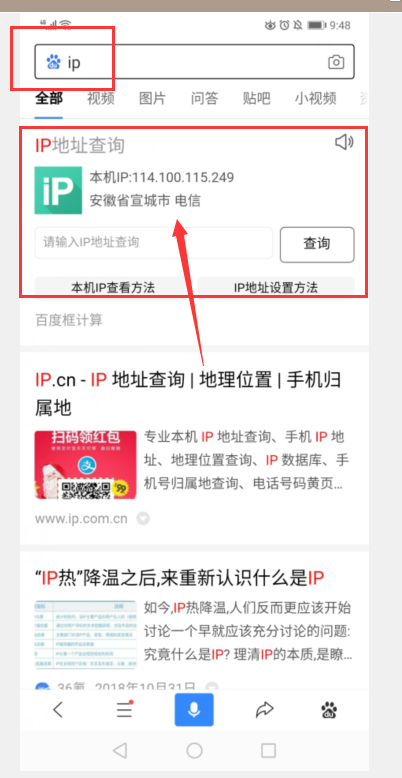 9:48
ip
全部 视频 图片 问答 贴吧 小视频
IP地址查询
iP
本机IP:114.100.115.249
安徽省宣城市 电信
请输入IP地址查询
查询
本机IP查看方法 IP地址设置方法
百度框计算
IP.cn - IP 地址查询 | 地理位置 | 手机归
属地
扫码领红包
专业本机 IP 地址查询、手机 IP 地
址、地理位置查询、IP 数据库、手
机号归属地查询、电话号码黄页...
www.ip.com.cn
“IP热”降温之后,来重新认识什么是IP
如今,IP热降温,人们反而更应该开始
讨论一个早就应该充分讨论的问题:
究竟什么是IP? 理清IP的本质,是瞭...
36氪 2018年10月31日